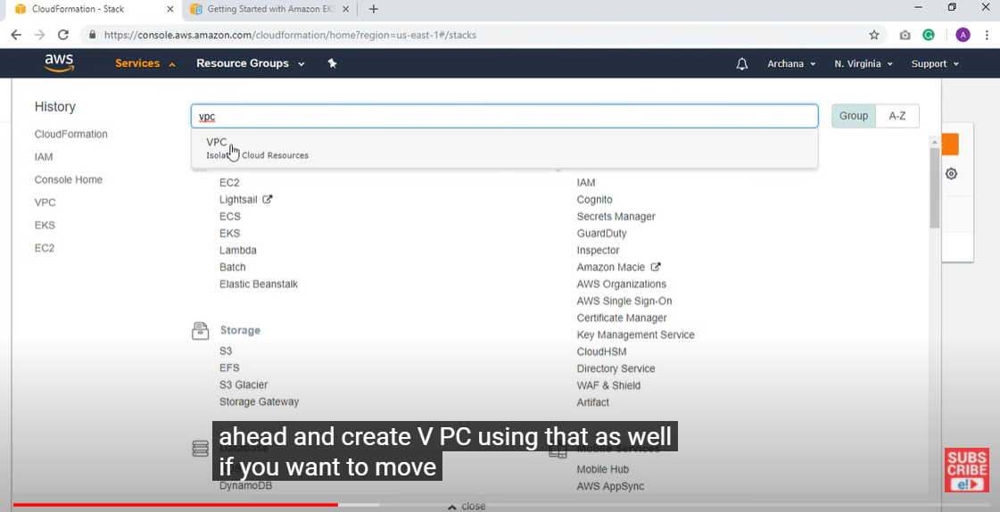 CloudFormation - Stack
Getting Started with Amazon EKS
https://console.aws.amazon.com/cloudformation/home?region=us-east-1#/stacks
A
aws
Services
Resource Groups
Archana
N. Virginia
Support
History
CloudFormation
IAM
Console Home
VPC
EKS
EC2
vpc
Group
A-Z
VPC
Cloud Resources
EC2
Lightsail
ECS
EKS
Lambda
Batch
Elastic Beanstalk
Storage
S3
EFS
S3 Glacier
Storage Gateway
DynamoDB
IAM
Cognito
Secrets Manager
GuardDuty
Inspector
Amazon Macie
AWS Organizations
AWS Single Sign-On
Certificate Manager
Key Management Service
CloudHSM
Directory Service
WAF & Shield
Artifact
Mobile Services
Mobile Hub
AWS AppSync
ahead and create V PC using that as well
if you want to move
SUBS
CRIBE
e!
close